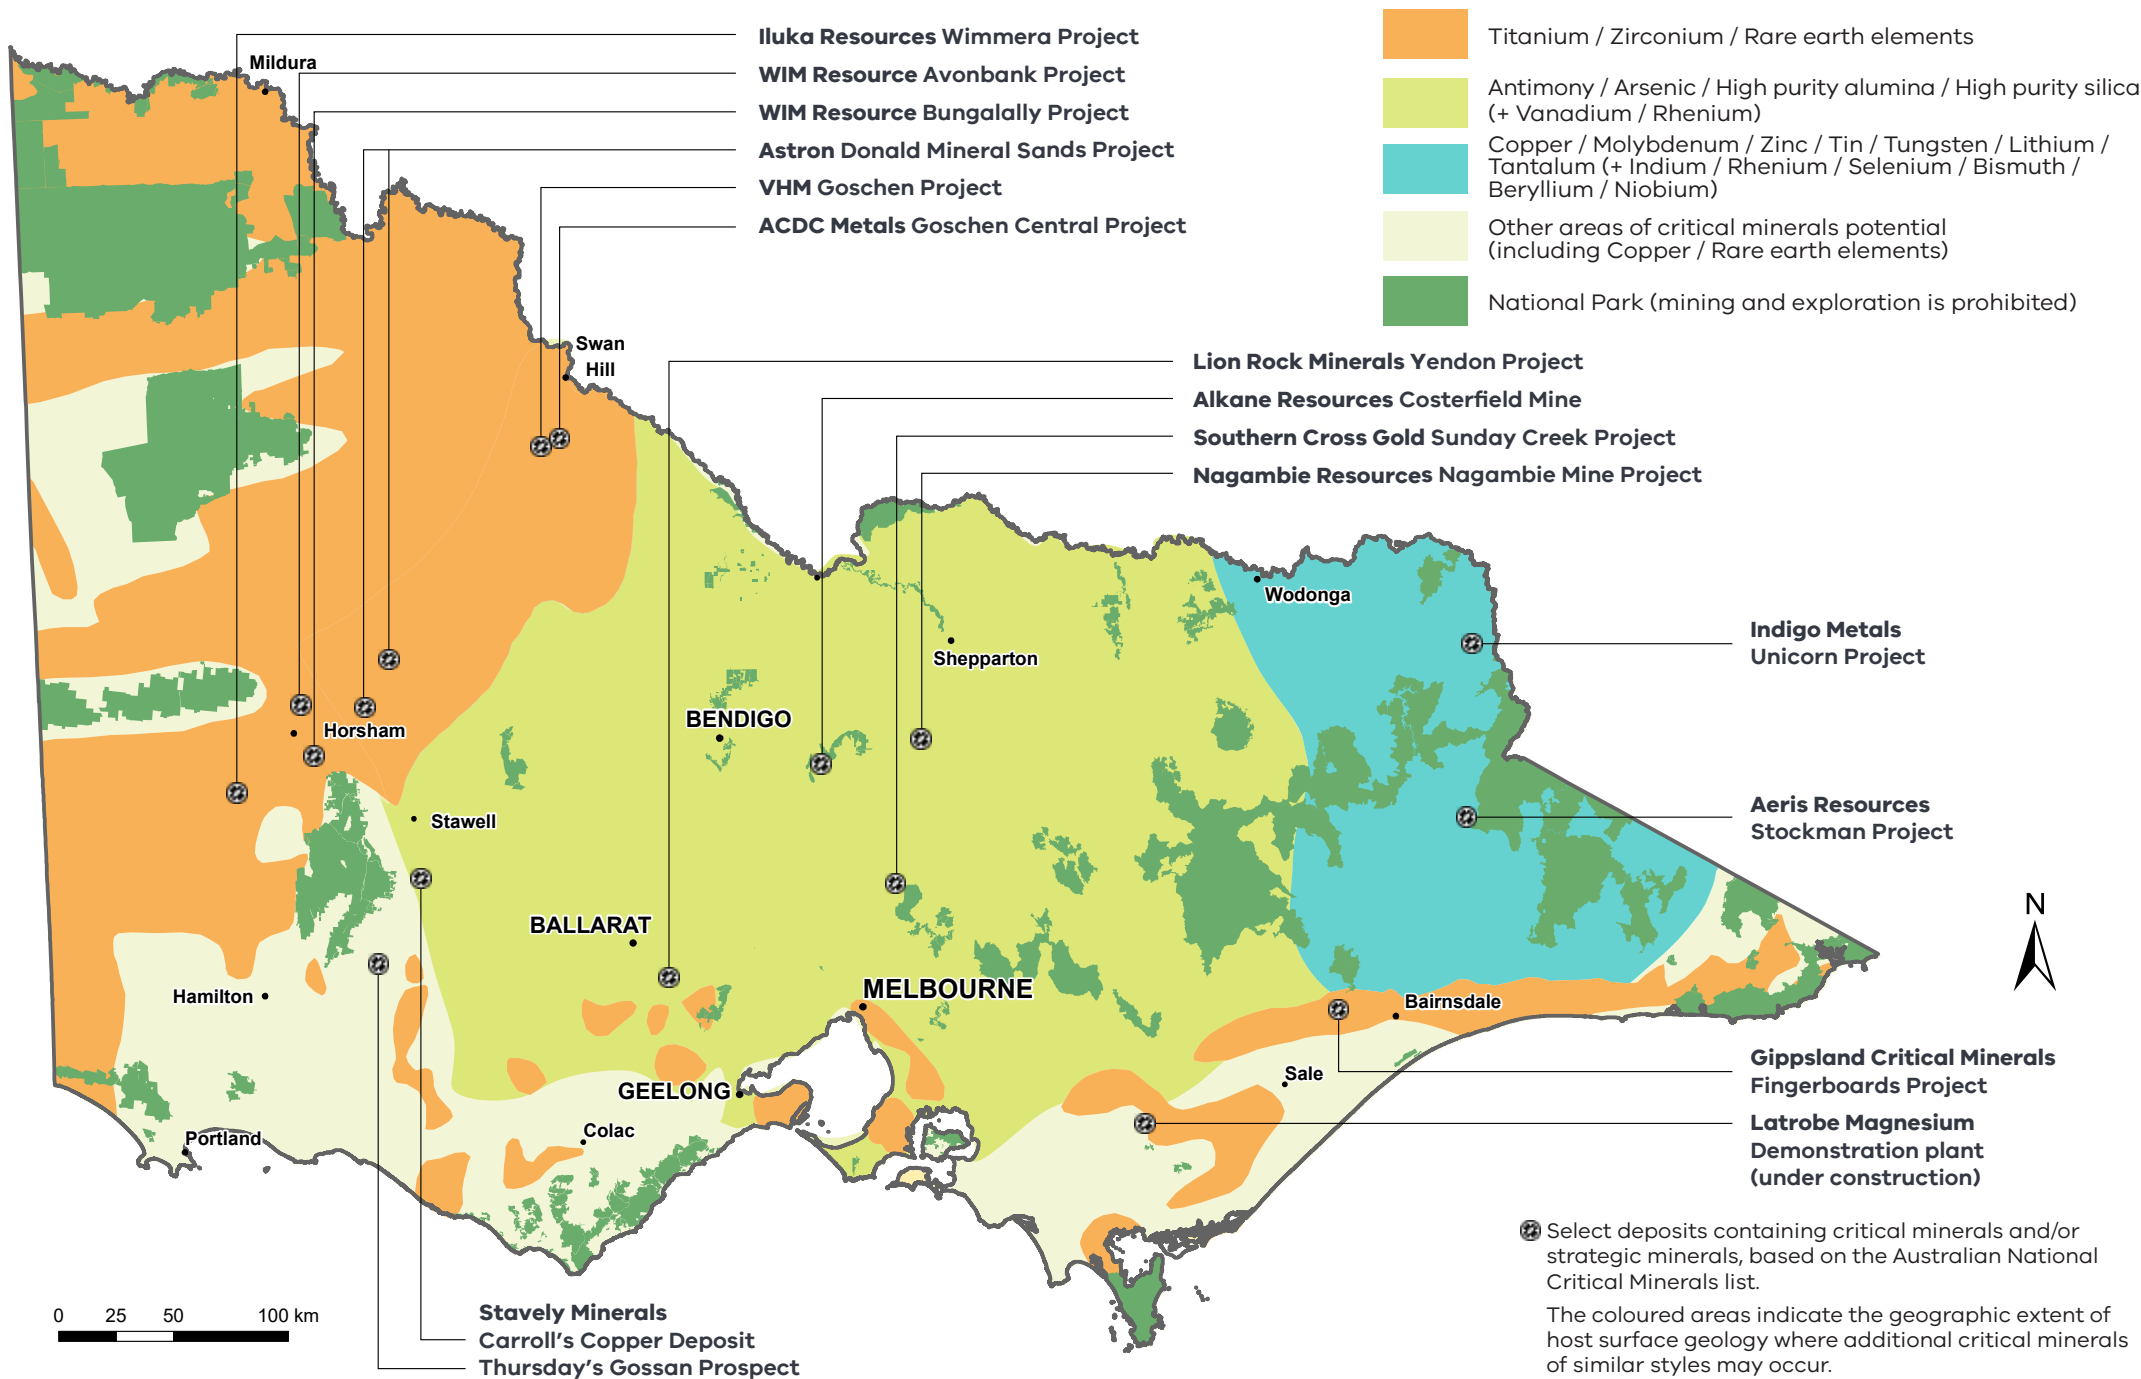 Iluka Resources Wimmera Project
WIM Resource Avonbank Project
WIM Resource Bungalally Project
Astron Donald Mineral Sands Project
VHM Goschen Project
ACDC Metals Goschen Central Project
Titanium / Zirconium / Rare earth elements
Antimony / Arsenic / High purity alumina / High purity silica
(+ Vanadium / Rhenium)
Copper / Molybdenum / Zinc / Tin / Tungsten / Lithium /
Tantalum (+ Indium / Rhenium / Selenium / Bismuth /
Beryllium / Niobium)
Other areas of critical minerals potential
(including Copper / Rare earth elements)
National Park (mining and exploration is prohibited)
Lion Rock Minerals Yendon Project
Alkane Resources Costerfield Mine
Southern Cross Gold Sunday Creek Project
Nagambie Resources Nagambie Mine Project
Mildura
Swan
Hill
Wodonga
Shepparton
Indigo Metals
Unicorn Project
BENDIGO
Horsham
Stawell
Aeris Resources
Stockman Project
BALLARAT
MELBOURNE
Hamilton
Bairnsdale
N
GEELONG
Sale
Gippsland Critical Minerals
Fingerboards Project
Colac
Portland
Latrobe Magnesium
Demonstration plant
(under construction)
Select deposits containing critical minerals and/or
strategic minerals, based on the Australian National
Critical Minerals list.
The coloured areas indicate the geographic extent of
host surface geology where additional critical minerals
of similar styles may occur.
0 25 50 100 km
Stavely Minerals
Carroll's Copper Deposit
Thursday's Gossan Prospect